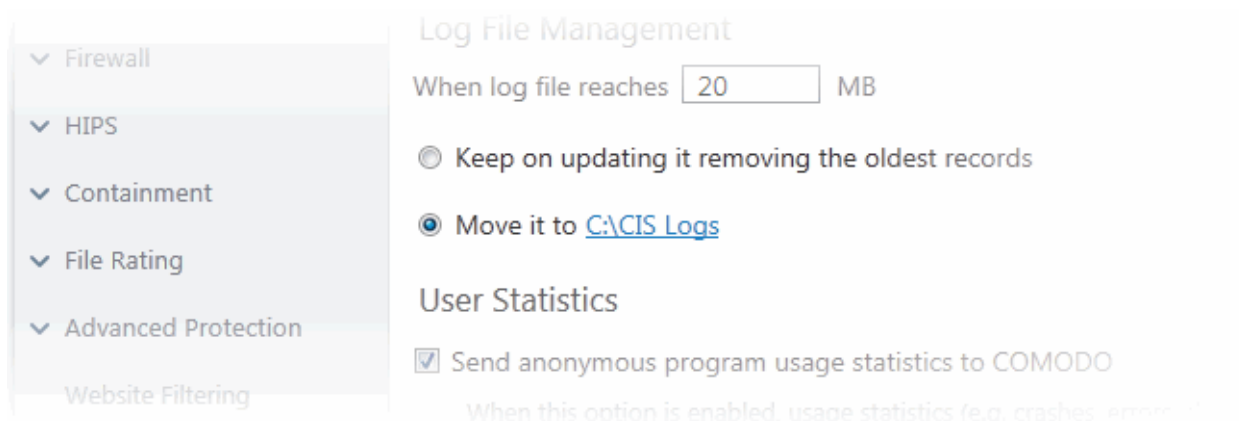 Firewall
HIPS
Containment
File Rating
Advanced Protection
Website Filtering
Log File Management
When log file reaches 20 MB
Keep on updating it removing the oldest records
Move it to C:\CIS Logs
User Statistics
Send anonymous program usage statistics to COMODO
When this option is enabled, usage statistics (e.g. crashes, errors